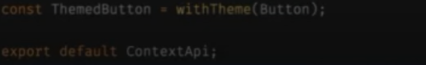 const ThemedButton = withTheme(Button);
export default ContextApi;